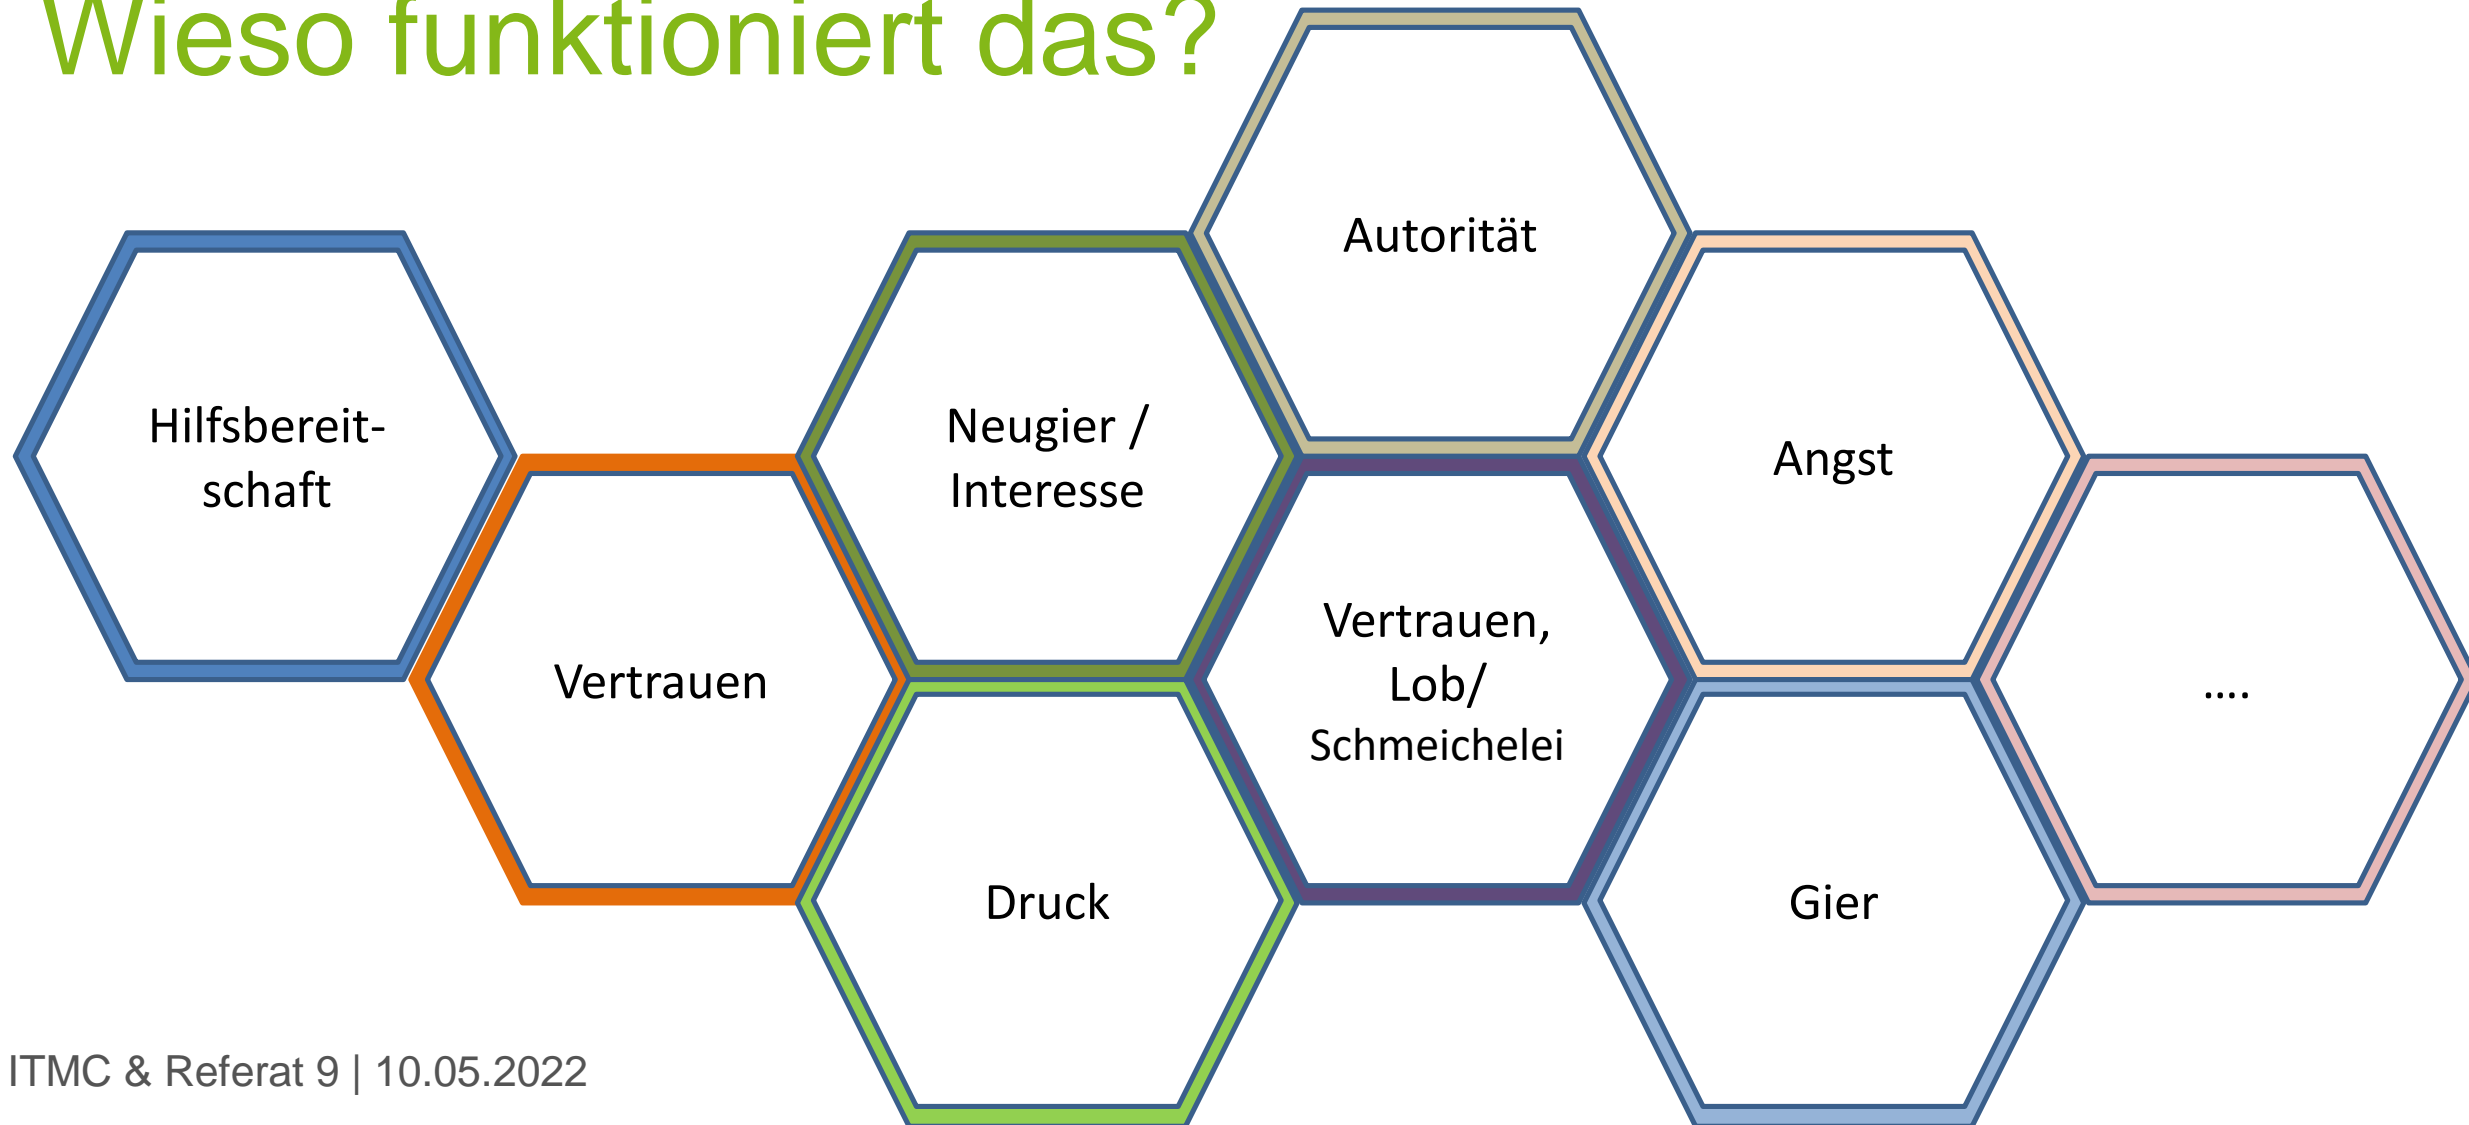 Wieso funktioniert das?
Autorität
Hilfsbereit-
schaft
Neugier /
Interesse
Angst
Vertrauen
Vertrauen,
Lob/
Schmeichelei
....
Druck
Gier
ITMC & Referat 9 | 10.05.2022